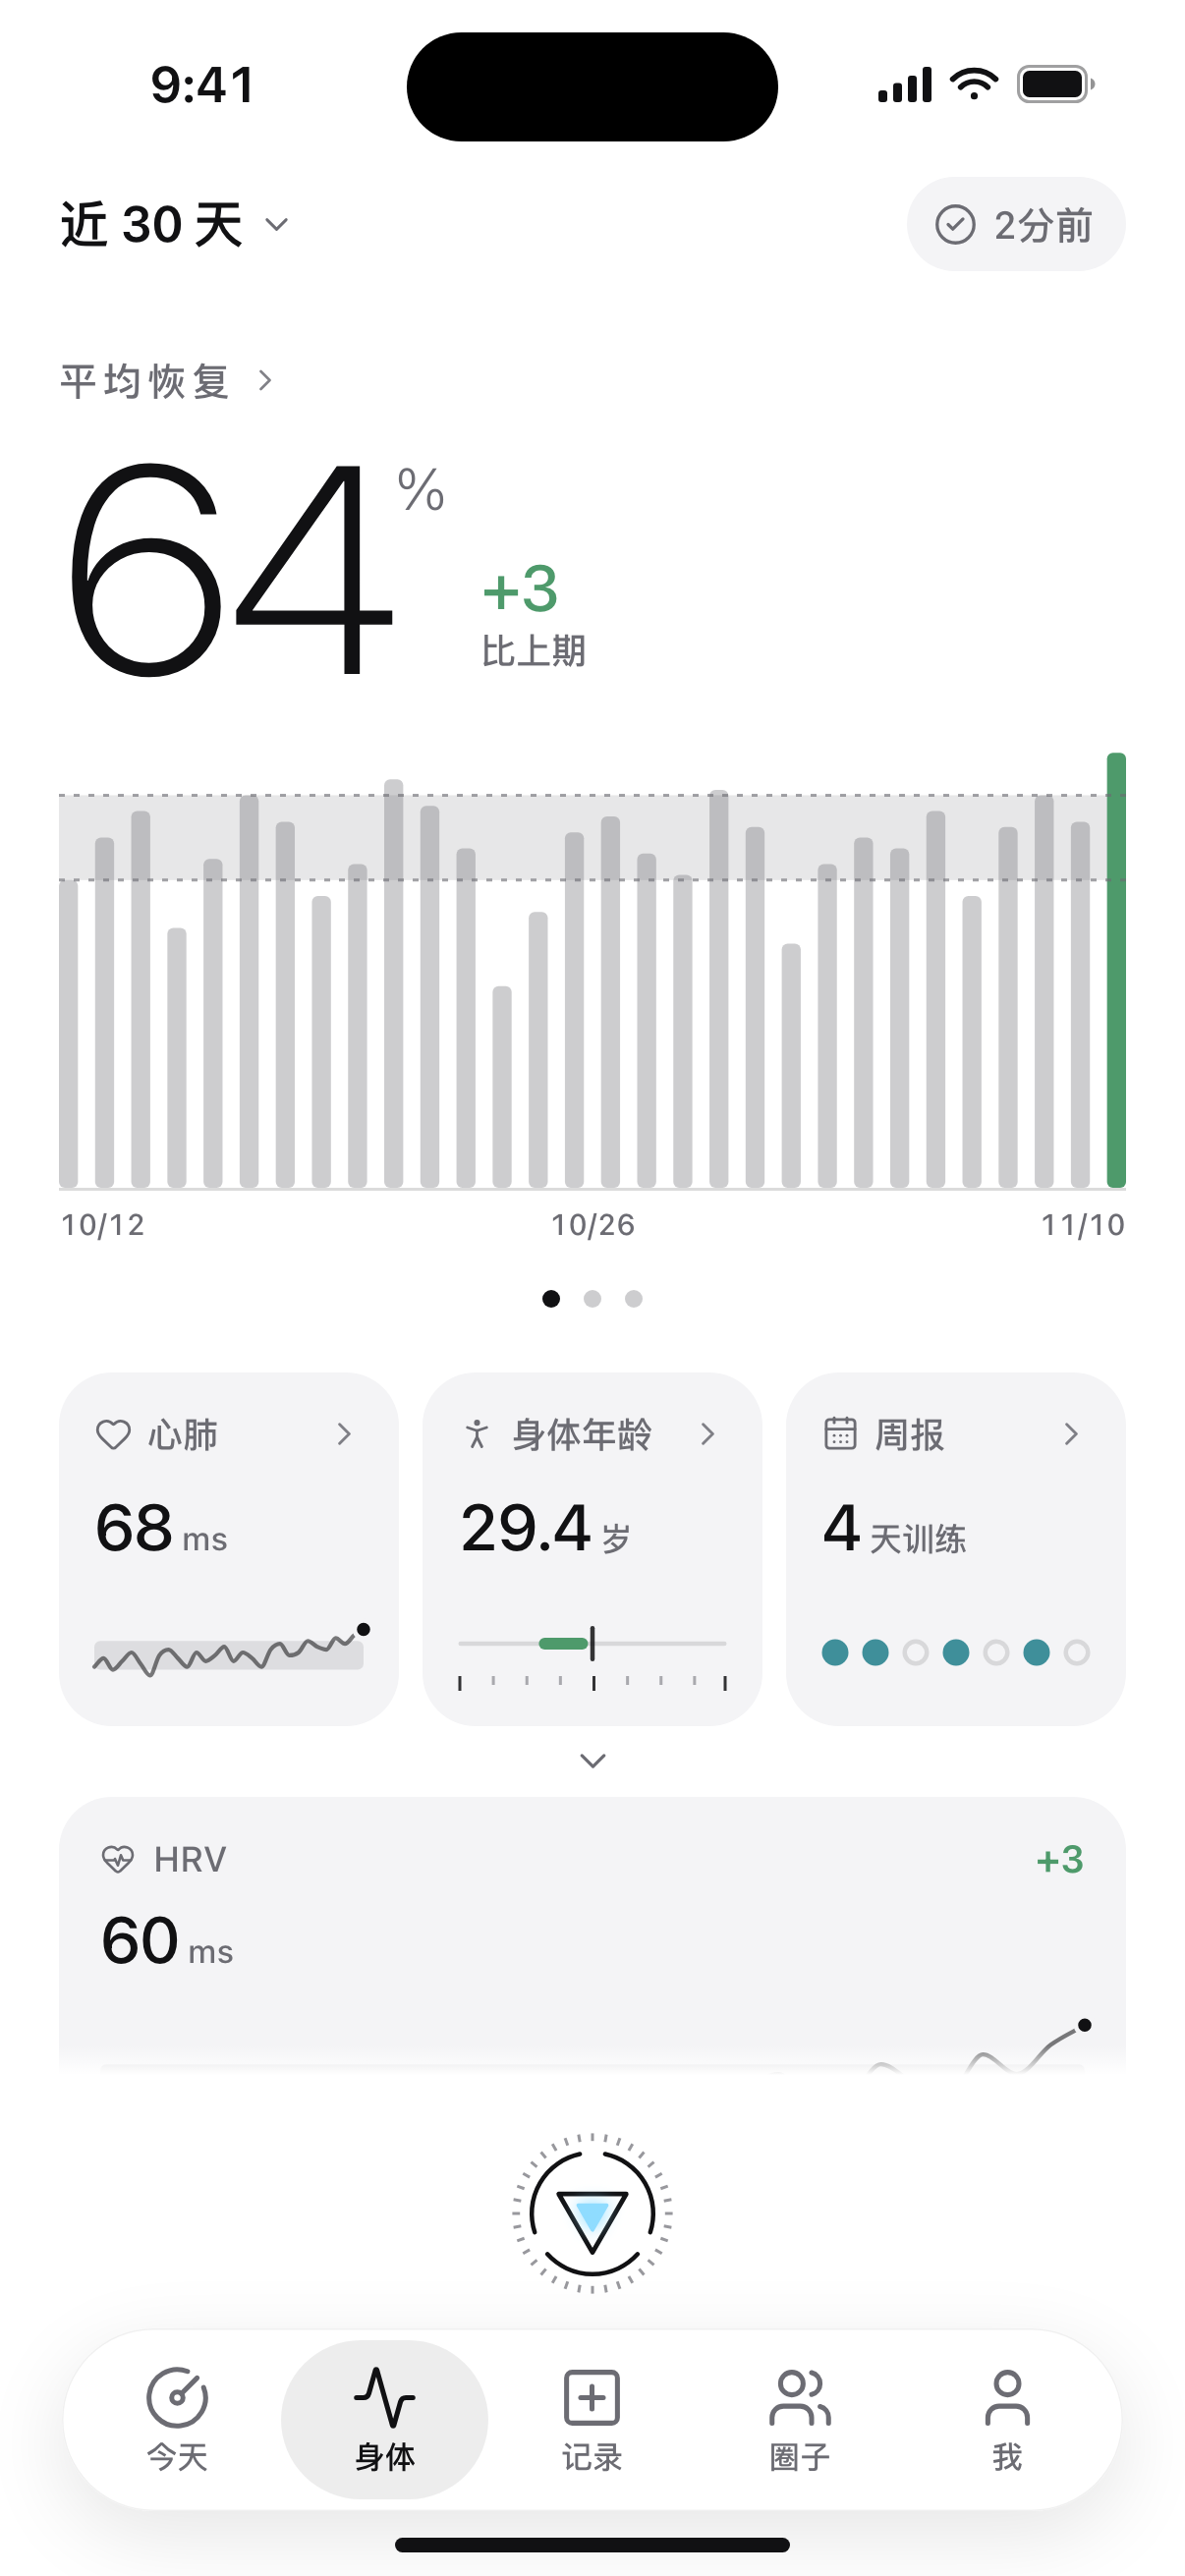 9:41
近 30 天
2分前
平均恢复
64%
+3
比上期
10/12 10/26 11/10
心肺
68 ms
身体年龄
29.4 岁
周报
4 天训练
HRV
+3
60 ms
今天 身体 记录 圈子 我